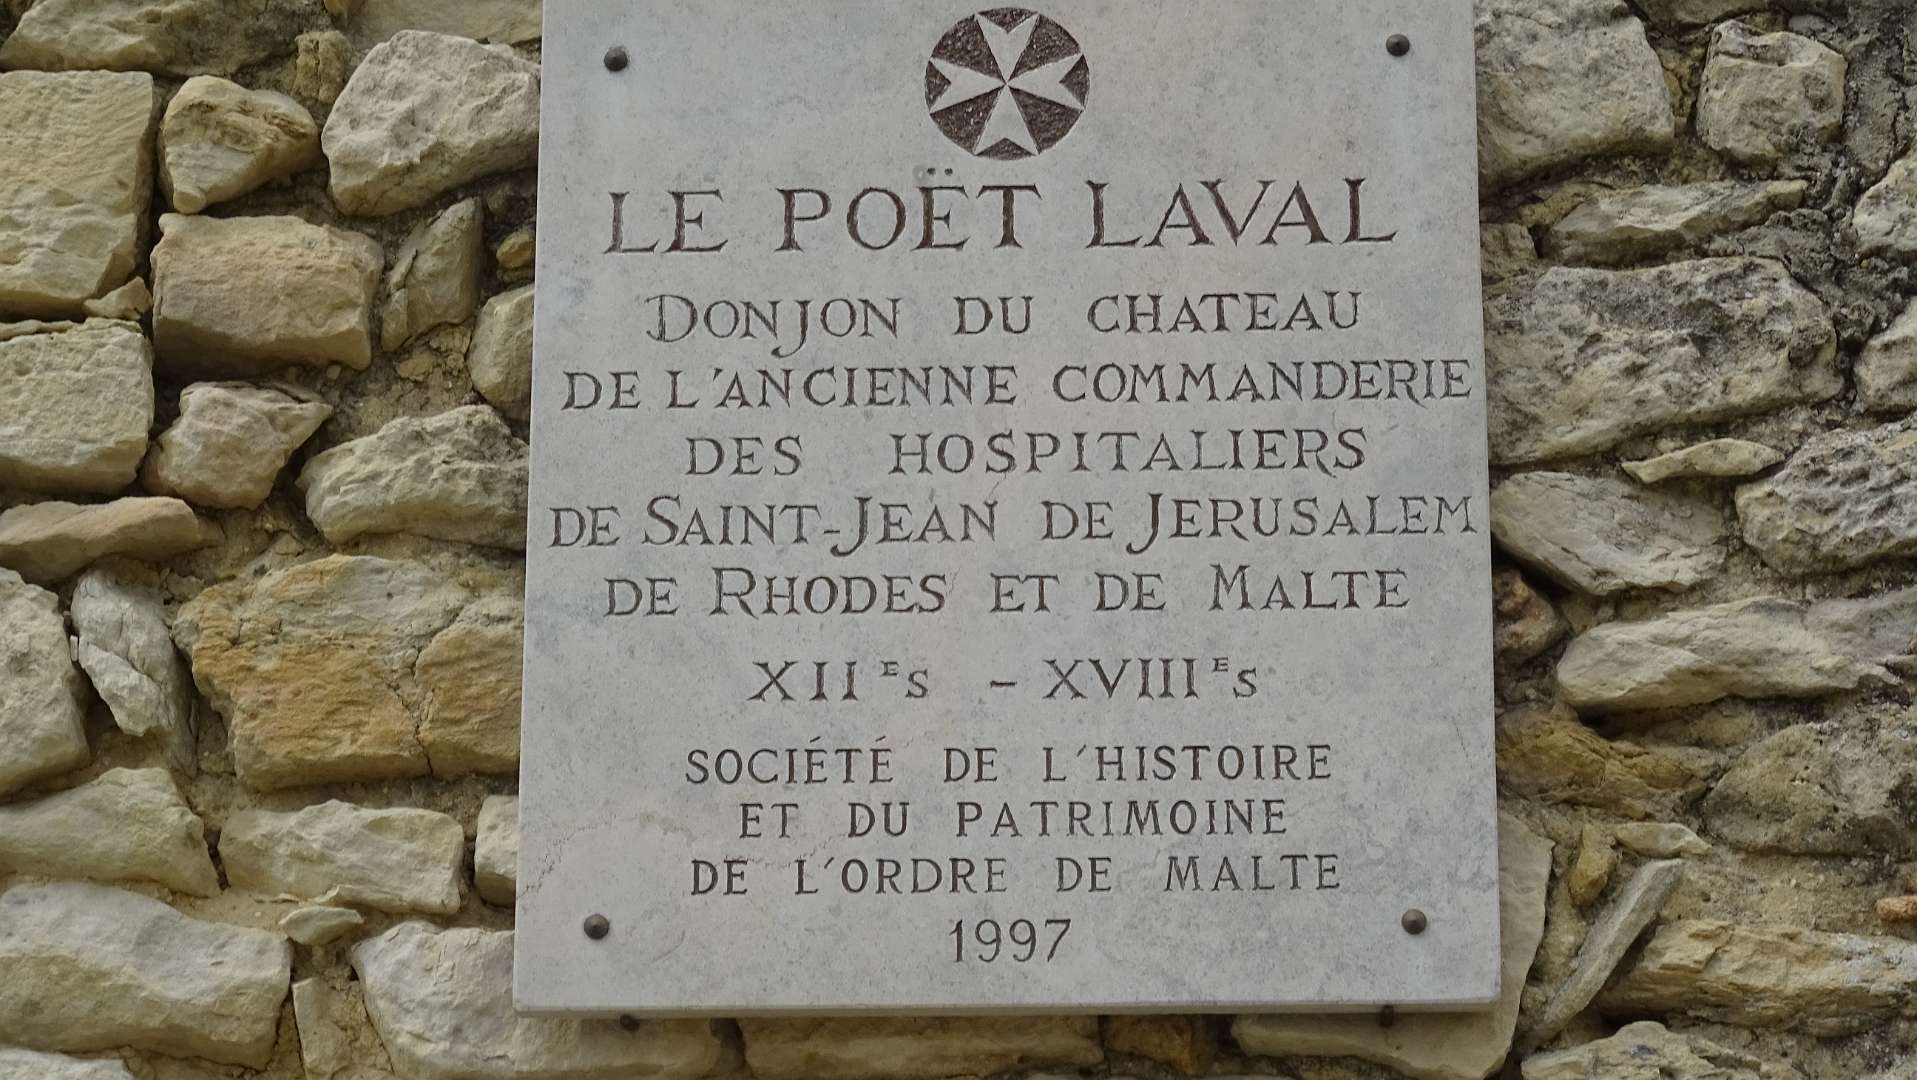 LE POËT LAVAL
DONJON DU CHATEAU
DE L'ANCIENNE COMMANDERIE
DES HOSPITALIERS
DE SAINT-JEAN DE JERUSALEM
DE RHODES ET DE MALTE
XIIᴱS – XVIIIᴱS
SOCIÉTÉ DE L'HISTOIRE
ET DU PATRIMOINE
DE L'ORDRE DE MALTE
1997